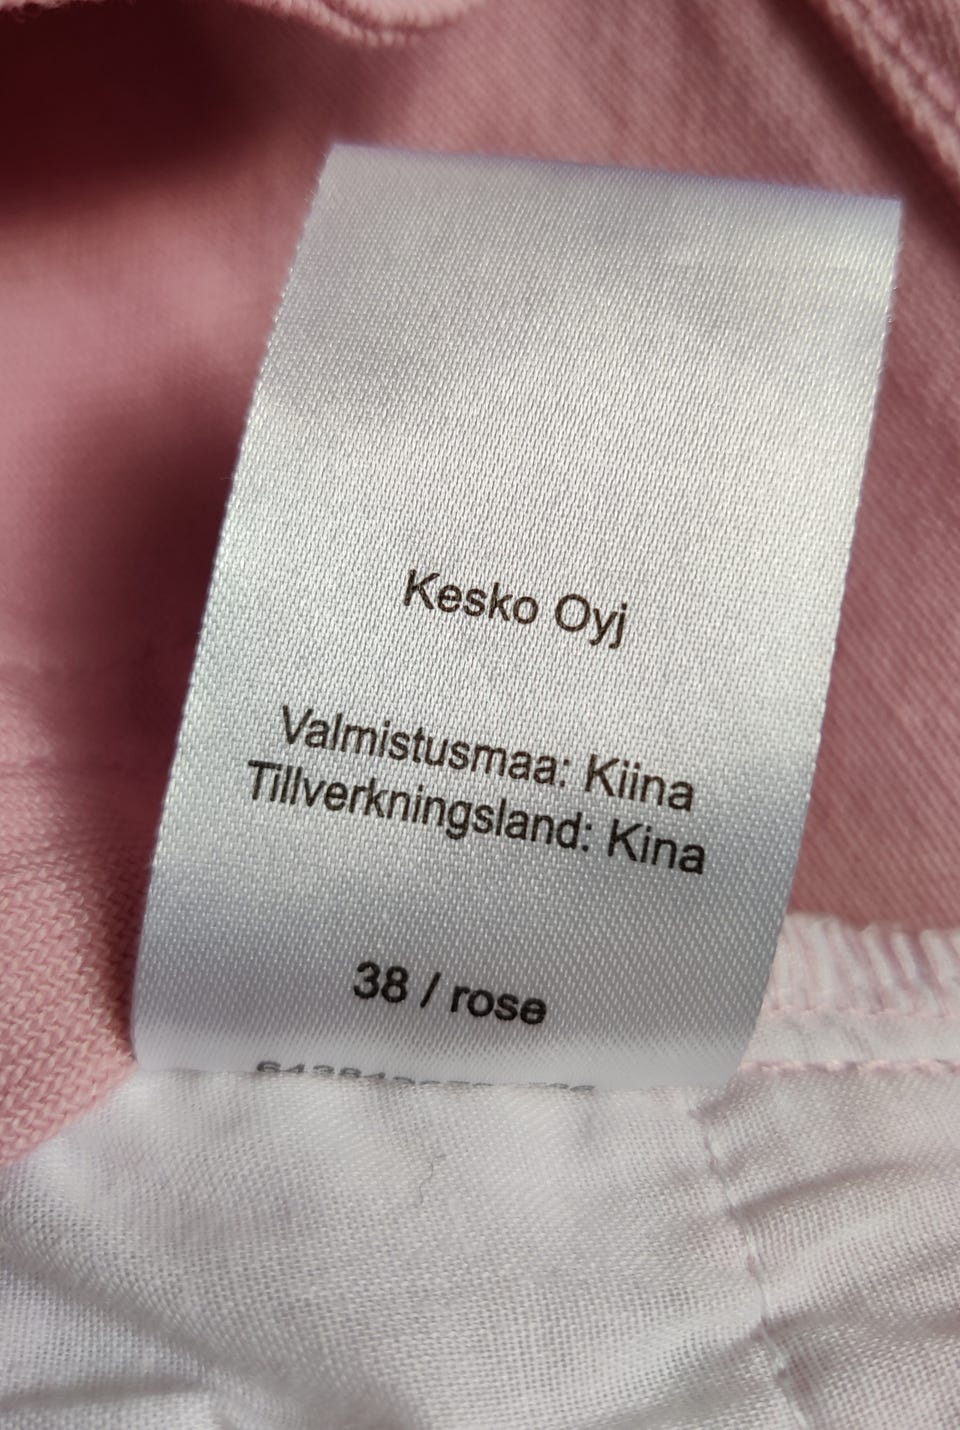 Kesko Oyj
Valmistusmaa: Kiina
Tillverkningsland: Kina
38 / rose